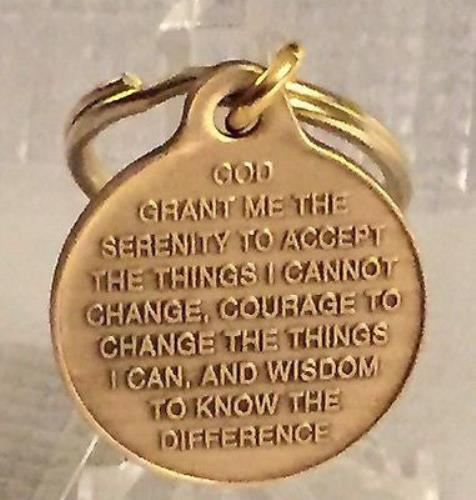 GOD
GRANT ME THE
SERENITY TO ACCEPT
THE THINGS I CANNOT
CHANGE, COURAGE TO
CHANGE THE THINGS
I CAN, AND WISDOM
TO KNOW THE
DIFFERENCE